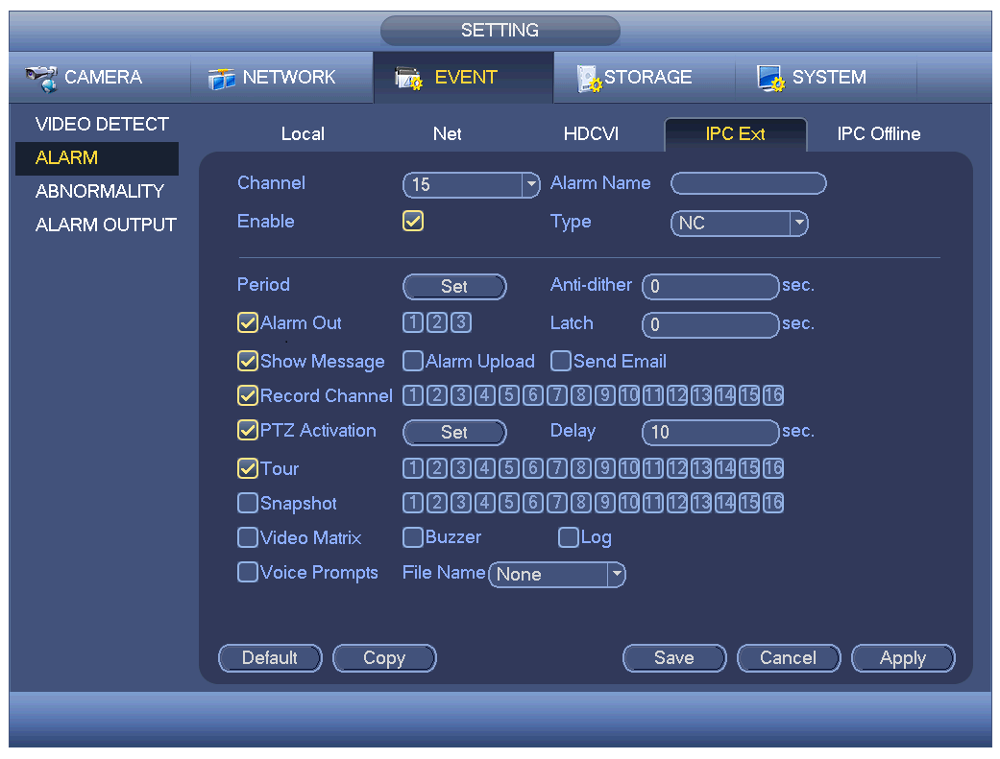 SETTING
CAMERA NETWORK EVENT STORAGE SYSTEM
VIDEO DETECT
ALARM
ABNORMALITY
ALARM OUTPUT
Local Net HDCVI IPC Ext IPC Offline
Channel 15 Alarm Name
Enable Type NC
Period Set Anti-dither 0 sec.
Alarm Out 1 2 3 Latch 0 sec.
Show Message Alarm Upload Send Email
Record Channel 1 2 3 4 5 6 7 8 9 10 11 12 13 14 15 16
PTZ Activation Set Delay 10 sec.
Tour 1 2 3 4 5 6 7 8 9 10 11 12 13 14 15 16
Snapshot 1 2 3 4 5 6 7 8 9 10 11 12 13 14 15 16
Video Matrix Buzzer Log
Voice Prompts File Name None
Default Copy Save Cancel Apply